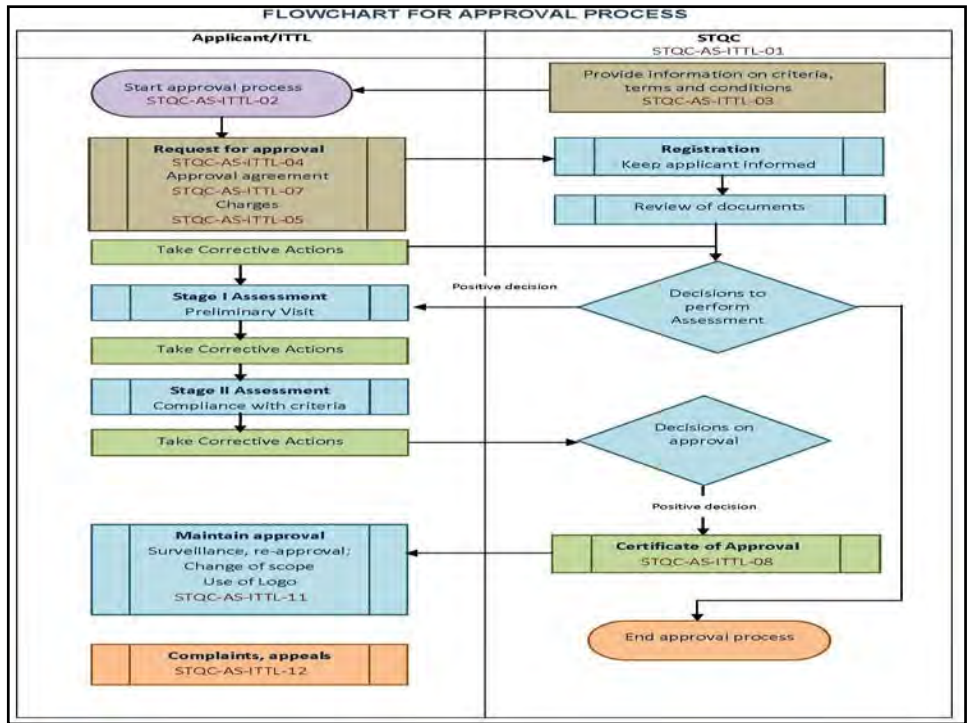 FLOWCHART FOR APPROVAL PROCESS
Applicant/ITTL
STQC
STQC-AS-ITTL-01
Start approval process
STQC-AS-ITTL-02
Provide information on criteria,
terms and conditions
STQC-AS-ITTL-03
Request for approval
STQC-AS-ITTL-04
Approval agreement
STQC-AS-ITTL-07
Charges
STQC-AS-ITTL-05
Registration
Keep applicant informed
Review of documents
Take Corrective Actions
Positive decision
Decisions to
perform
Assessment
Stage I Assessment
Preliminary Visit
Take Corrective Actions
Stage II Assessment
Compliance with criteria
Take Corrective Actions
Decisions on
approval
Positive decision
Maintain approval
Surveillance, re-approval;
Change of scope
Use of Logo
STQC-AS-ITTL-11
Certificate of Approval
STQC-AS-ITTL-08
End approval process
Complaints, appeals
STQC-AS-ITTL-12